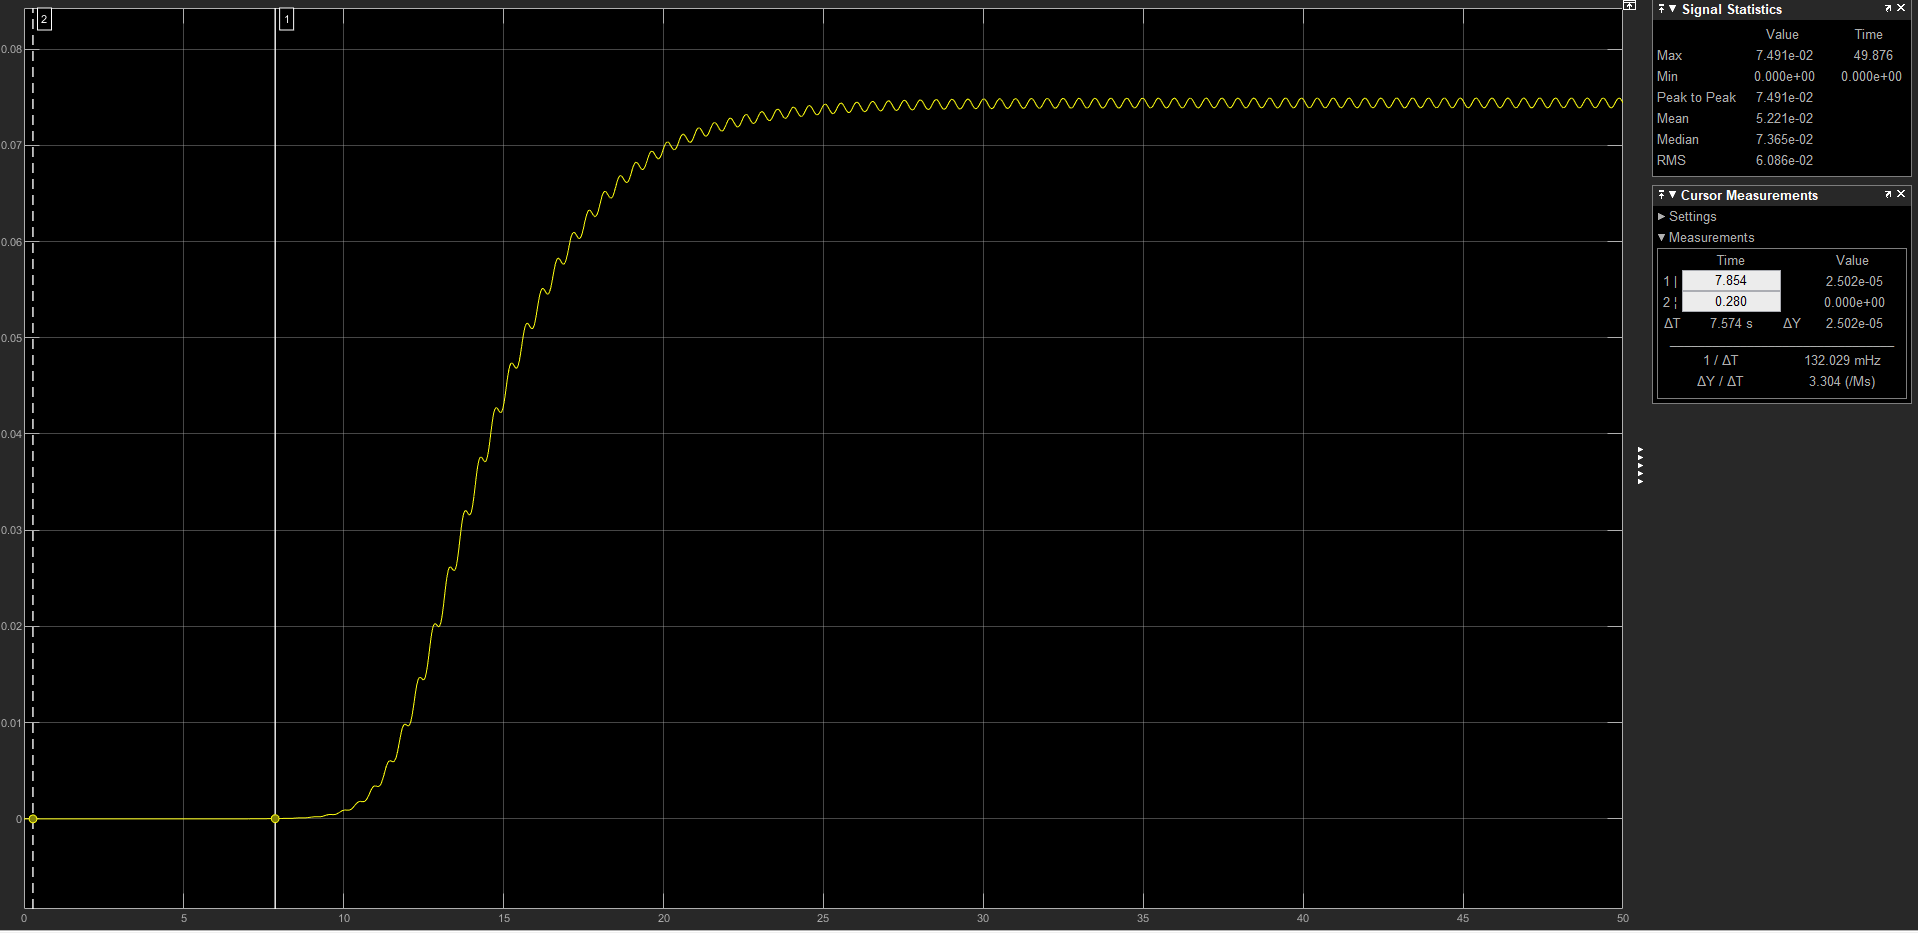 2
1
0.08
0.07
0.06
0.05
0.04
0.03
0.02
0.01
0
0 5 10 15 20 25 30 35 40 45 50
Signal Statistics
Value Time
Max 7.491e-02 49.876
Min 0.000e+00 0.000e+00
Peak to Peak 7.491e-02
Mean 5.221e-02
Median 7.365e-02
RMS 6.086e-02
Cursor Measurements
Settings
Measurements
Time Value
1 | 7.854 2.502e-05
2 ¦ 0.280 0.000e+00
ΔT 7.574 s ΔY 2.502e-05
1 / ΔT 132.029 mHz
ΔY / ΔT 3.304 (/Ms)